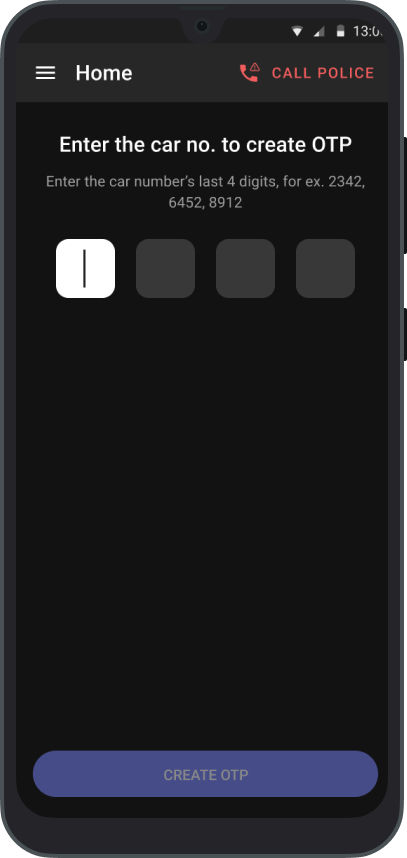 13:0
Home
CALL POLICE
Enter the car no. to create OTP
Enter the car number's last 4 digits, for ex. 2342,
6452, 8912
CREATE OTP